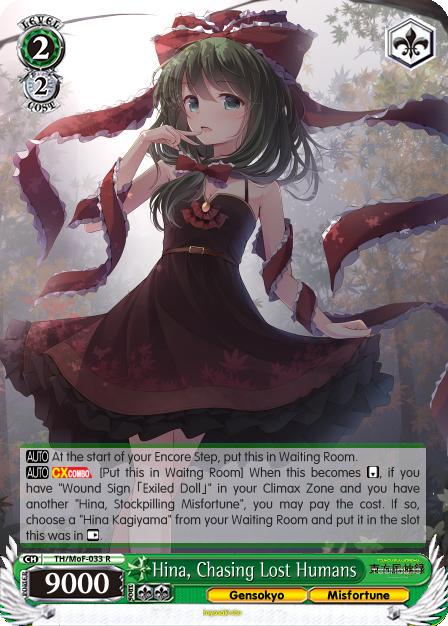 LEVEL
2
2
COST
AUTO At the start of your Encore Step, put this in Waiting Room.
AUTO CX COMBO [Put this in Waitng Room] When this becomes , if you
have "Wound Sign「Exiled Doll」" in your Climax Zone and you have
another "Hina, Stockpilling Misfortune", you may pay the cost. If so,
choose a "Hina Kagiyama" from your Waiting Room and put it in the slot
this was in .
CH TH/MoF-033 R
POWER 9000 SOUL Hina, Chasing Lost Humans
Gensokyo Misfortune